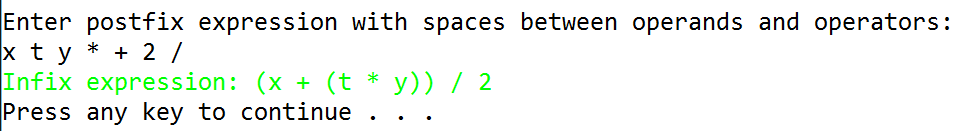 Enter postfix expression with spaces between operands and operators:
x t y * + 2 /
Infix expression: (x + (t * y)) / 2
Press any key to continue . . .